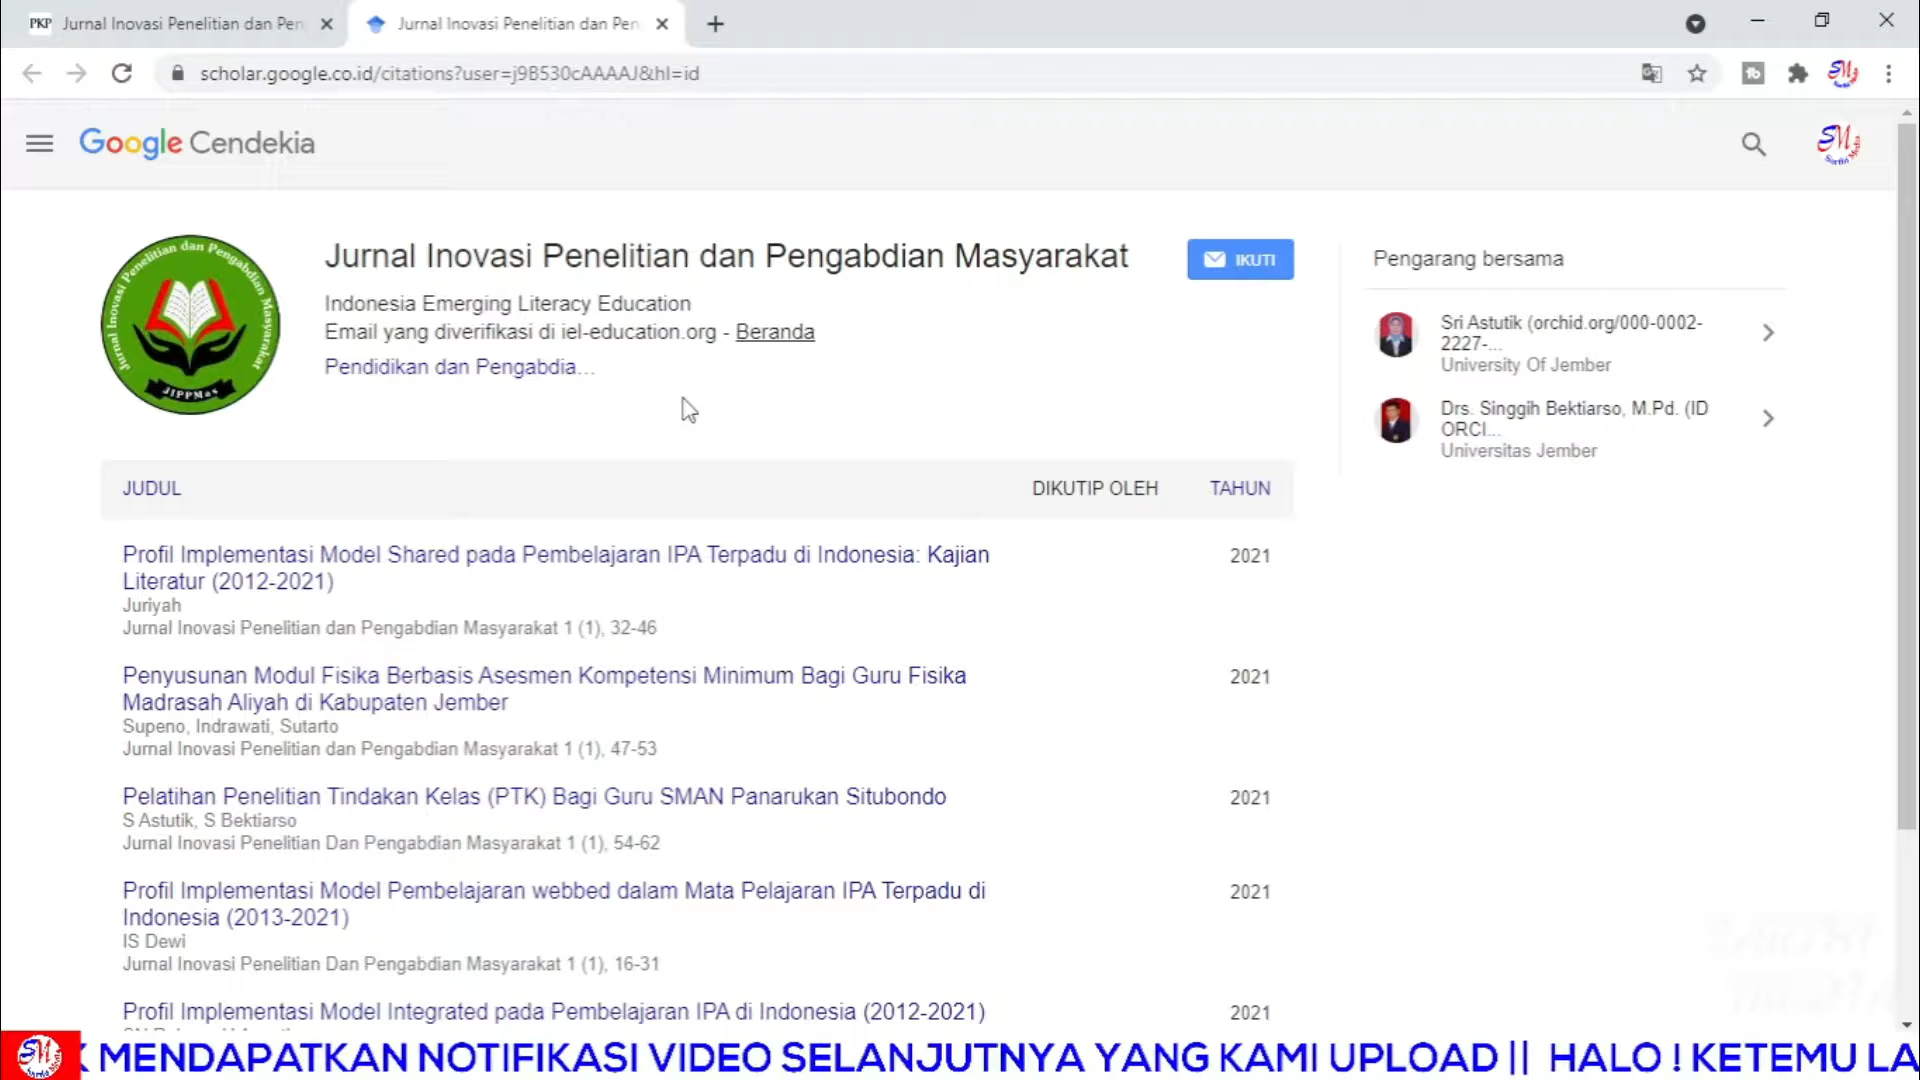 PKP Jurnal Inovasi Penelitian dan Pen
Jurnal Inovasi Penelitian dan Pen
scholar.google.co.id/citations?user=j9B530cAAAAJ&hl=id
Google Cendekia
Jurnal Inovasi Penelitian dan Pengabdian Masyarakat
JIPPMas
Jurnal Inovasi Penelitian dan Pengabdian Masyarakat
IKUTI
Indonesia Emerging Literacy Education
Email yang diverifikasi di iel-education.org - Beranda
Pendidikan dan Pengabdia...
Pengarang bersama
Sri Astutik (orchid.org/000-0002-
2227-...
University Of Jember
Drs. Singgih Bektiarso, M.Pd. (ID
ORCI...
Universitas Jember
JUDUL DIKUTIP OLEH TAHUN
Profil Implementasi Model Shared pada Pembelajaran IPA Terpadu di Indonesia: Kajian 2021
Literatur (2012-2021)
Juriyah
Jurnal Inovasi Penelitian dan Pengabdian Masyarakat 1 (1), 32-46
Penyusunan Modul Fisika Berbasis Asesmen Kompetensi Minimum Bagi Guru Fisika 2021
Madrasah Aliyah di Kabupaten Jember
Supeno, Indrawati, Sutarto
Jurnal Inovasi Penelitian dan Pengabdian Masyarakat 1 (1), 47-53
Pelatihan Penelitian Tindakan Kelas (PTK) Bagi Guru SMAN Panarukan Situbondo 2021
S Astutik, S Bektiarso
Jurnal Inovasi Penelitian Dan Pengabdian Masyarakat 1 (1), 54-62
Profil Implementasi Model Pembelajaran webbed dalam Mata Pelajaran IPA Terpadu di 2021
Indonesia (2013-2021)
IS Dewi
Jurnal Inovasi Penelitian Dan Pengabdian Masyarakat 1 (1), 16-31
Profil Implementasi Model Integrated pada Pembelajaran IPA di Indonesia (2012-2021) 2021
K MENDAPATKAN NOTIFIKASI VIDEO SELANJUTNYA YANG KAMI UPLOAD || HALO ! KETEMU LA